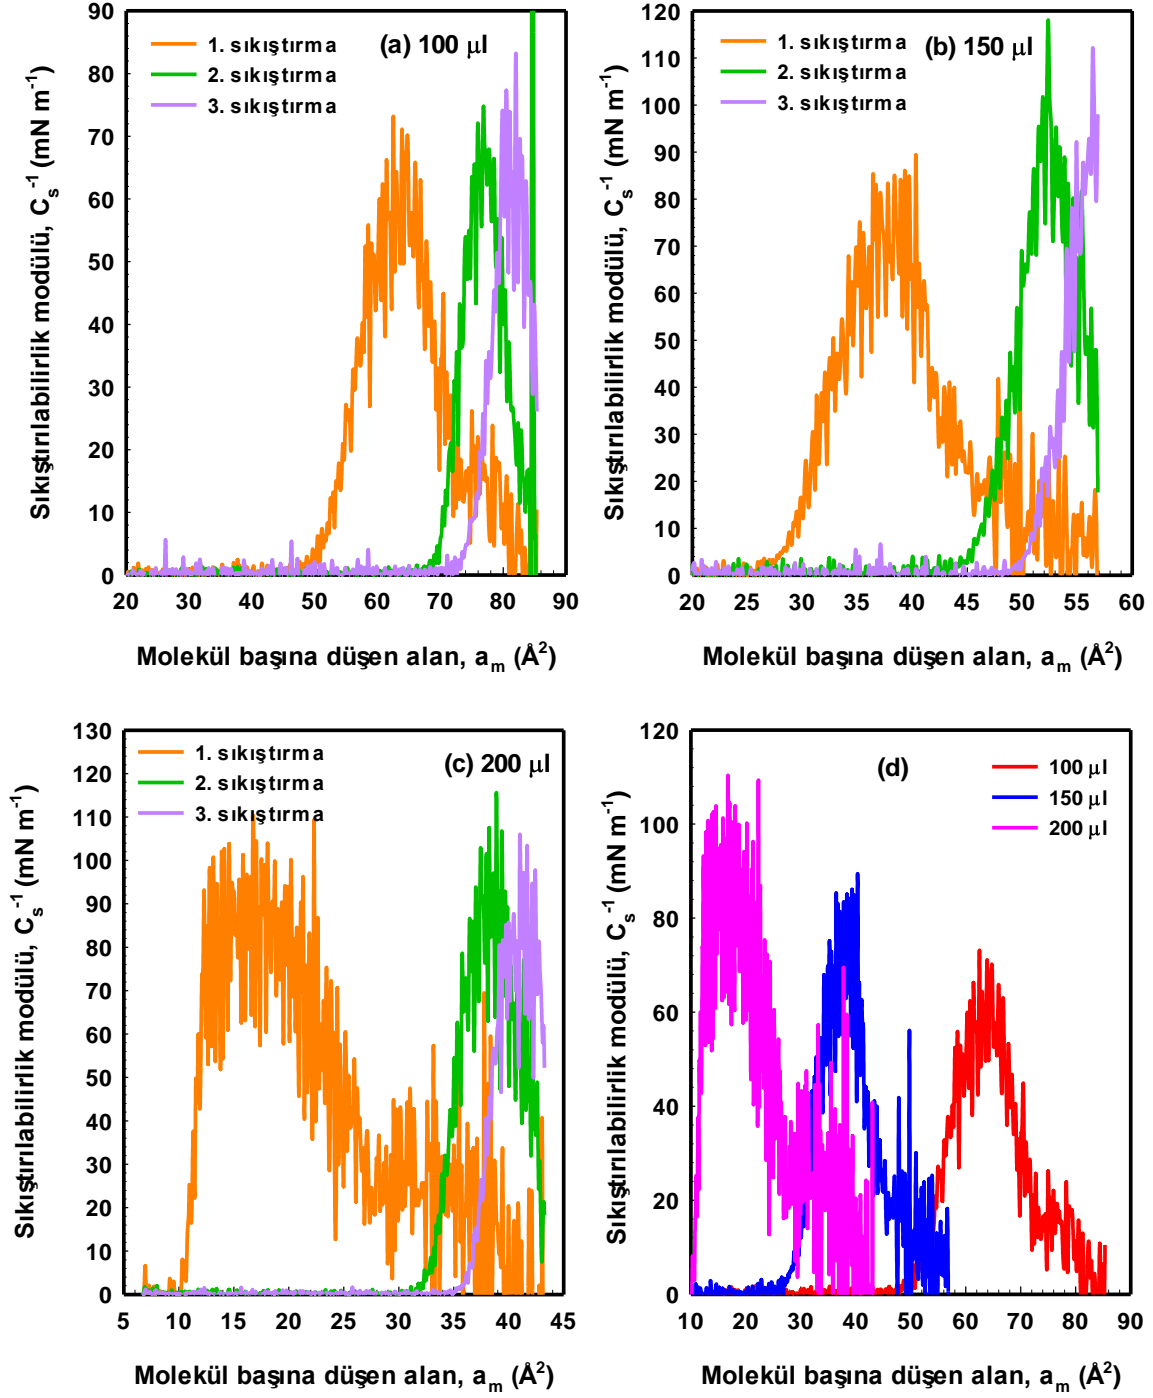 (a) 100 μl
1. sıkıştırma
2. sıkıştırma
3. sıkıştırma
90
80
70
60
50
40
30
20
10
0
20 30 40 50 60 70 80 90
Sıkıştırılabilirlik modülü, Cs-1 (mN m-1)
Molekül başına düşen alan, am (Å2)
(b) 150 μl
1. sıkıştırma
2. sıkıştırma
3. sıkıştırma
120
110
100
90
80
70
60
50
40
30
20
10
0
20 25 30 35 40 45 50 55 60
Sıkıştırılabilirlik modülü, Cs-1 (mN m-1)
Molekül başına düşen alan, am (Å2)
(c) 200 μl
1. sıkıştırma
2. sıkıştırma
3. sıkıştırma
130
120
110
100
90
80
70
60
50
40
30
20
10
0
5 10 15 20 25 30 35 40 45
Sıkıştırılabilirlik modülü, Cs-1 (mN m-1)
Molekül başına düşen alan, am (Å2)
(d)
100 μl
150 μl
200 μl
120
100
80
60
40
20
0
10 20 30 40 50 60 70 80 90
Sıkıştırılabilirlik modülü, Cs-1 (mN m-1)
Molekül başına düşen alan, am (Å2)